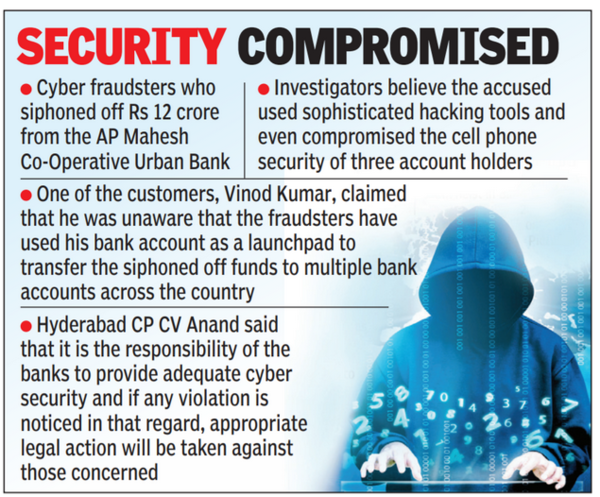 SECURITY COMPROMISED
● Cyber fraudsters who
siphoned off Rs 12 crore
from the AP Mahesh
Co-Operative Urban Bank
● Investigators believe the accused
used sophisticated hacking tools and
even compromised the cell phone
security of three account holders
● One of the customers, Vinod Kumar, claimed
that he was unaware that the fraudsters have
used his bank account as a launchpad to
transfer the siphoned off funds to multiple bank
accounts across the country
● Hyderabad CP CV Anand said
that it is the responsibility of the
banks to provide adequate cyber
security and if any violation is
noticed in that regard, appropriate
legal action will be taken against
those concerned